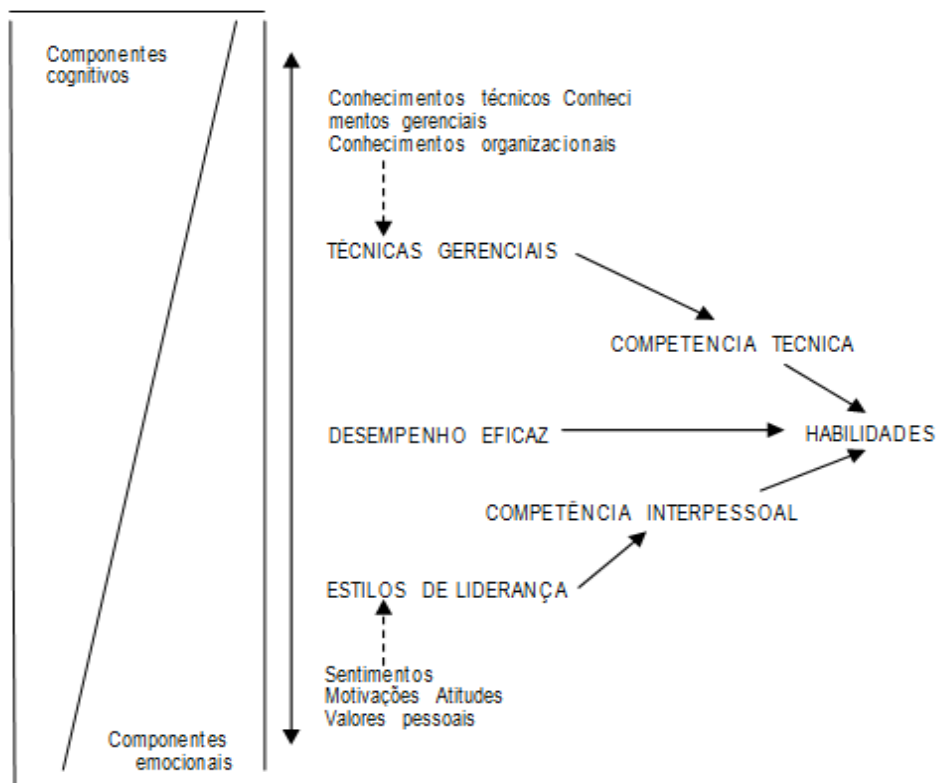 Componentes
cognitivos
Conhecimentos técnicos Conheci
mentos gerenciais
Conhecimentos organizacionais
TÉCNICAS GERENCIAIS
COMPETENCIA TECNICA
DESEMPENHO EFICAZ
HABILIDADES
COMPETÊNCIA INTERPESSOAL
ESTILOS DE LIDERANÇA
Sentimentos
Motivações Atitudes
Valores pessoais
Componentes
emocionais